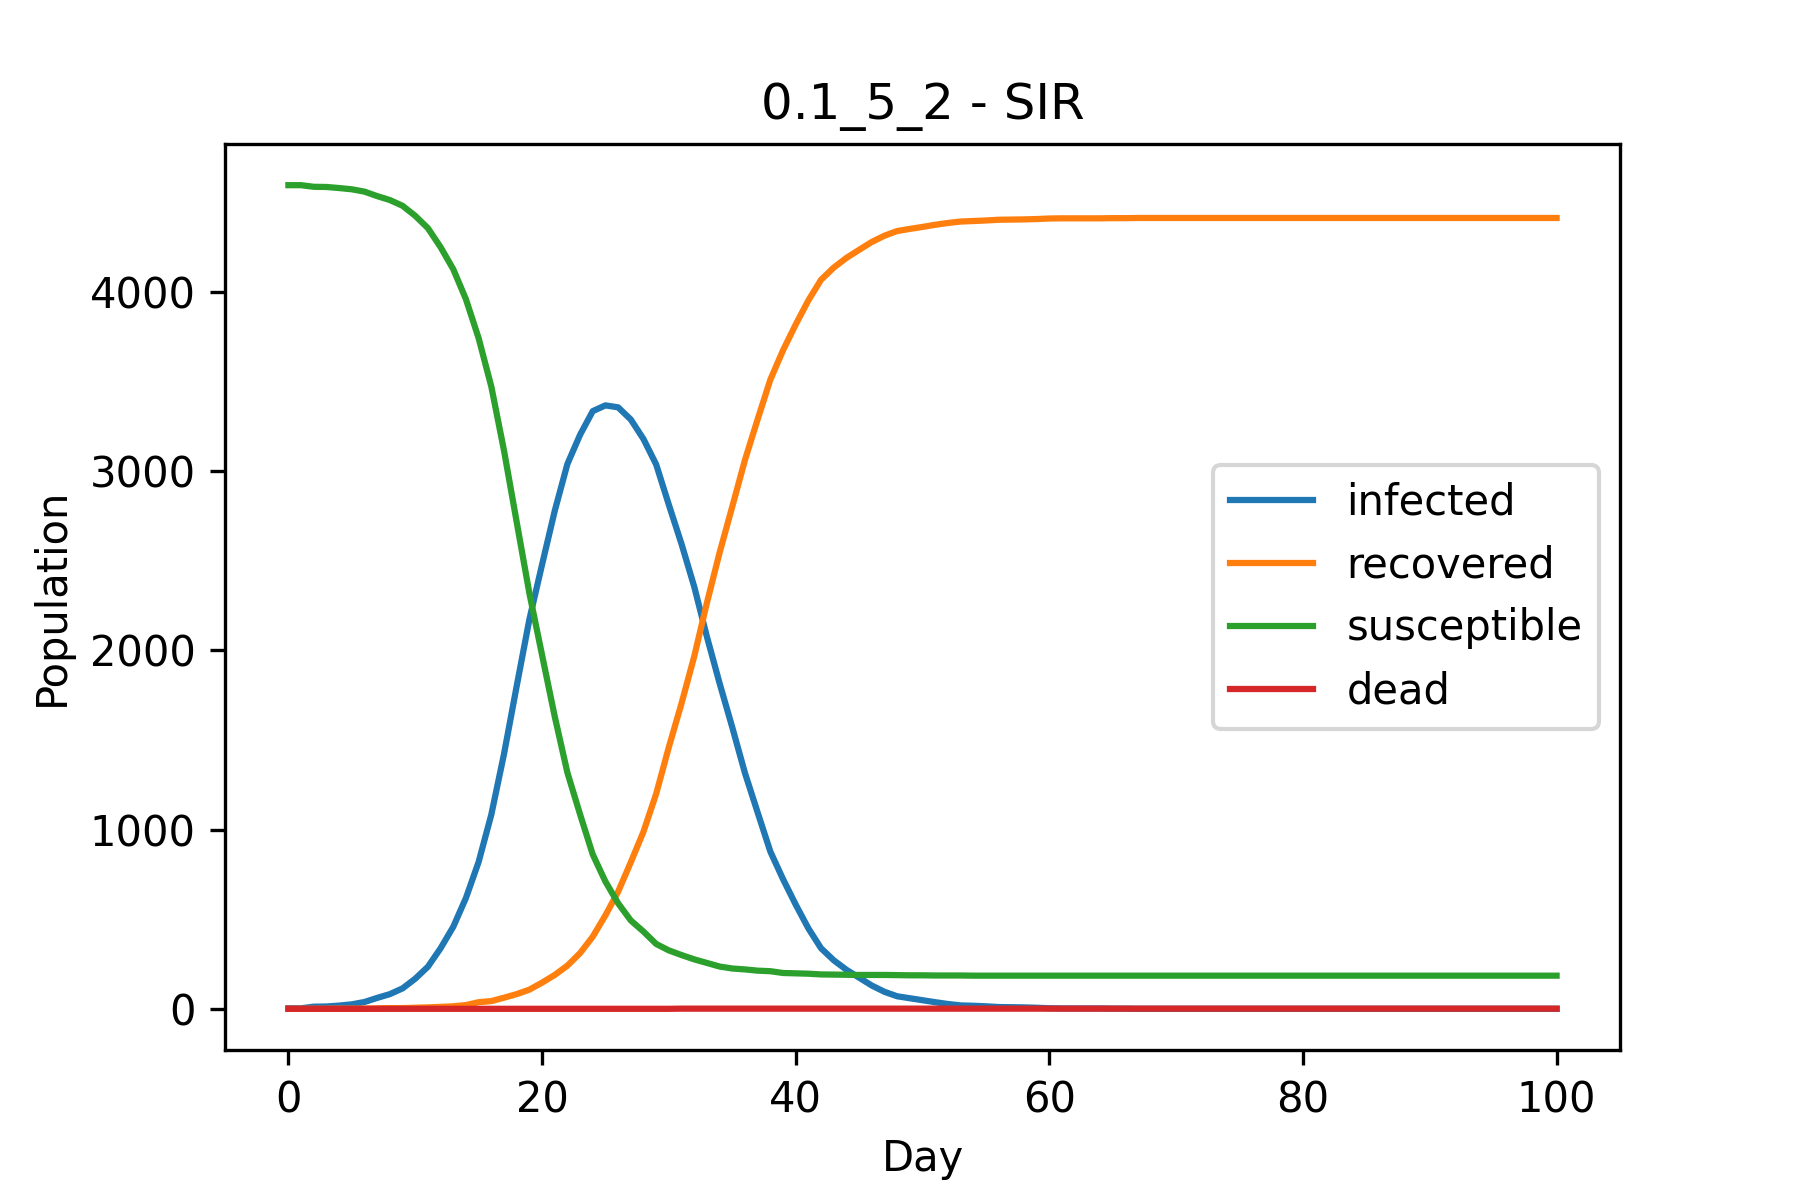 0.1_5_2 - SIR
Population
4000
3000
2000
1000
0
infected
recovered
susceptible
dead
0 20 40 60 80 100
Day